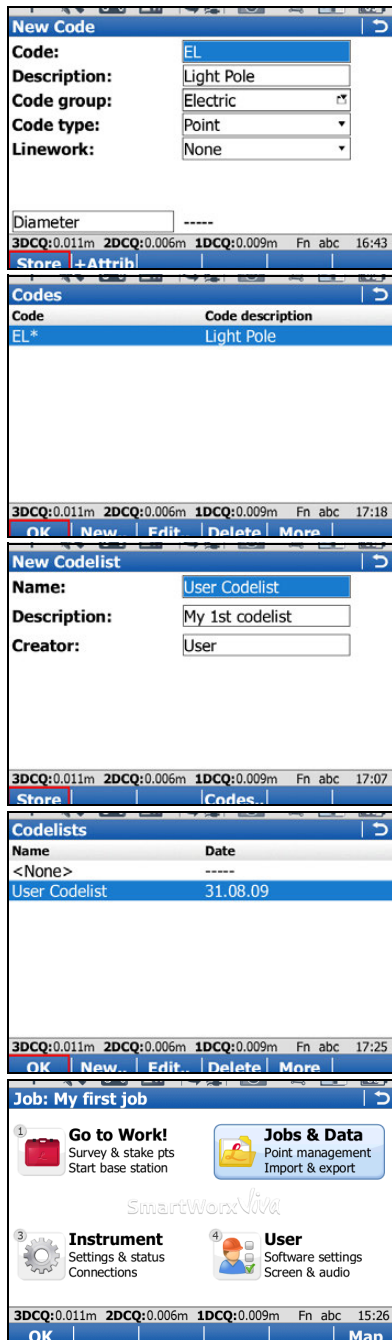 New Code
Code: EL
Description: Light Pole
Code group: Electric
Code type: Point
Linework: None
Diameter -----
3DCQ:0.011m 2DCQ:0.006m 1DCQ:0.009m Fn abc 16:43
Store +Attrib
Codes
Code Code description
EL* Light Pole
3DCQ:0.011m 2DCQ:0.006m 1DCQ:0.009m Fn abc 17:18
OK New.. Edit.. Delete More
New Codelist
Name: User Codelist
Description: My 1st codelist
Creator: User
3DCQ:0.011m 2DCQ:0.006m 1DCQ:0.009m Fn abc 17:07
Store Codes..
Codelists
Name Date
<None> -----
User Codelist 31.08.09
3DCQ:0.011m 2DCQ:0.006m 1DCQ:0.009m Fn abc 17:25
OK New.. Edit.. Delete More
Job: My first job
1 Go to Work! Jobs & Data
Survey & stake pts Point management
Start base station Import & export
SmartWorx Viva
3 Instrument 4 User
Settings & status Software settings
Connections Screen & audio
3DCQ:0.011m 2DCQ:0.006m 1DCQ:0.009m Fn abc 15:26
OK Map